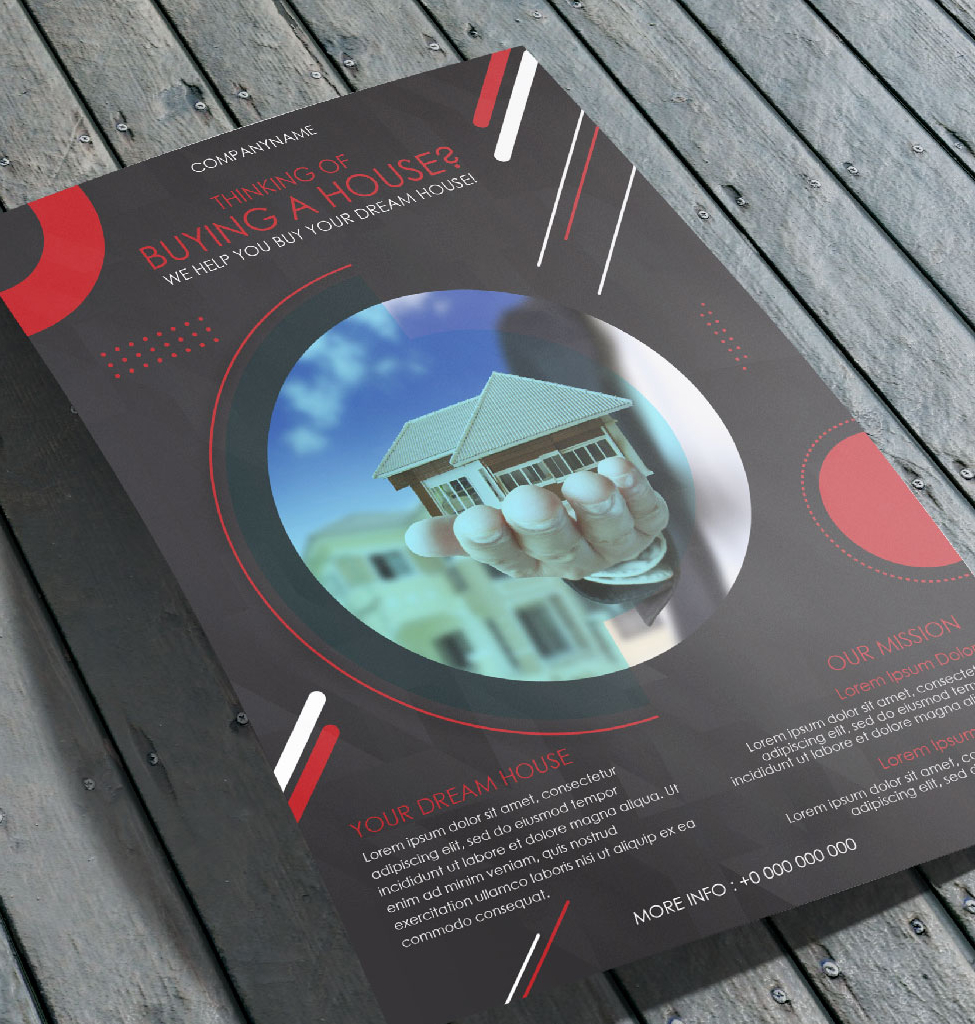 COMPANYNAME
THINKING OF
BUYING A HOUSE?
WE HELP YOU BUY YOUR DREAM HOUSE!
YOUR DREAM HOUSE
Lorem ipsum dolor sit amet, consectetur
adipiscing elit, sed do eiusmod tempor
incididunt ut labore et dolore magna aliqua. Ut
enim ad minim veniam, quis nostrud
exercitation ullamco laboris nisi ut aliquip ex ea
commodo consequat.
OUR MISSION
Lorem Ipsum Dolor
Lorem ipsum dolor sit amet, consectet
adipiscing elit, sed do eiusmod tem
incididunt ut labore et dolore magna ali
Lorem Ipsum
Lorem ipsum dolor sit amet, co
adipiscing elit, sed do
MORE INFO : +0 000 000 000